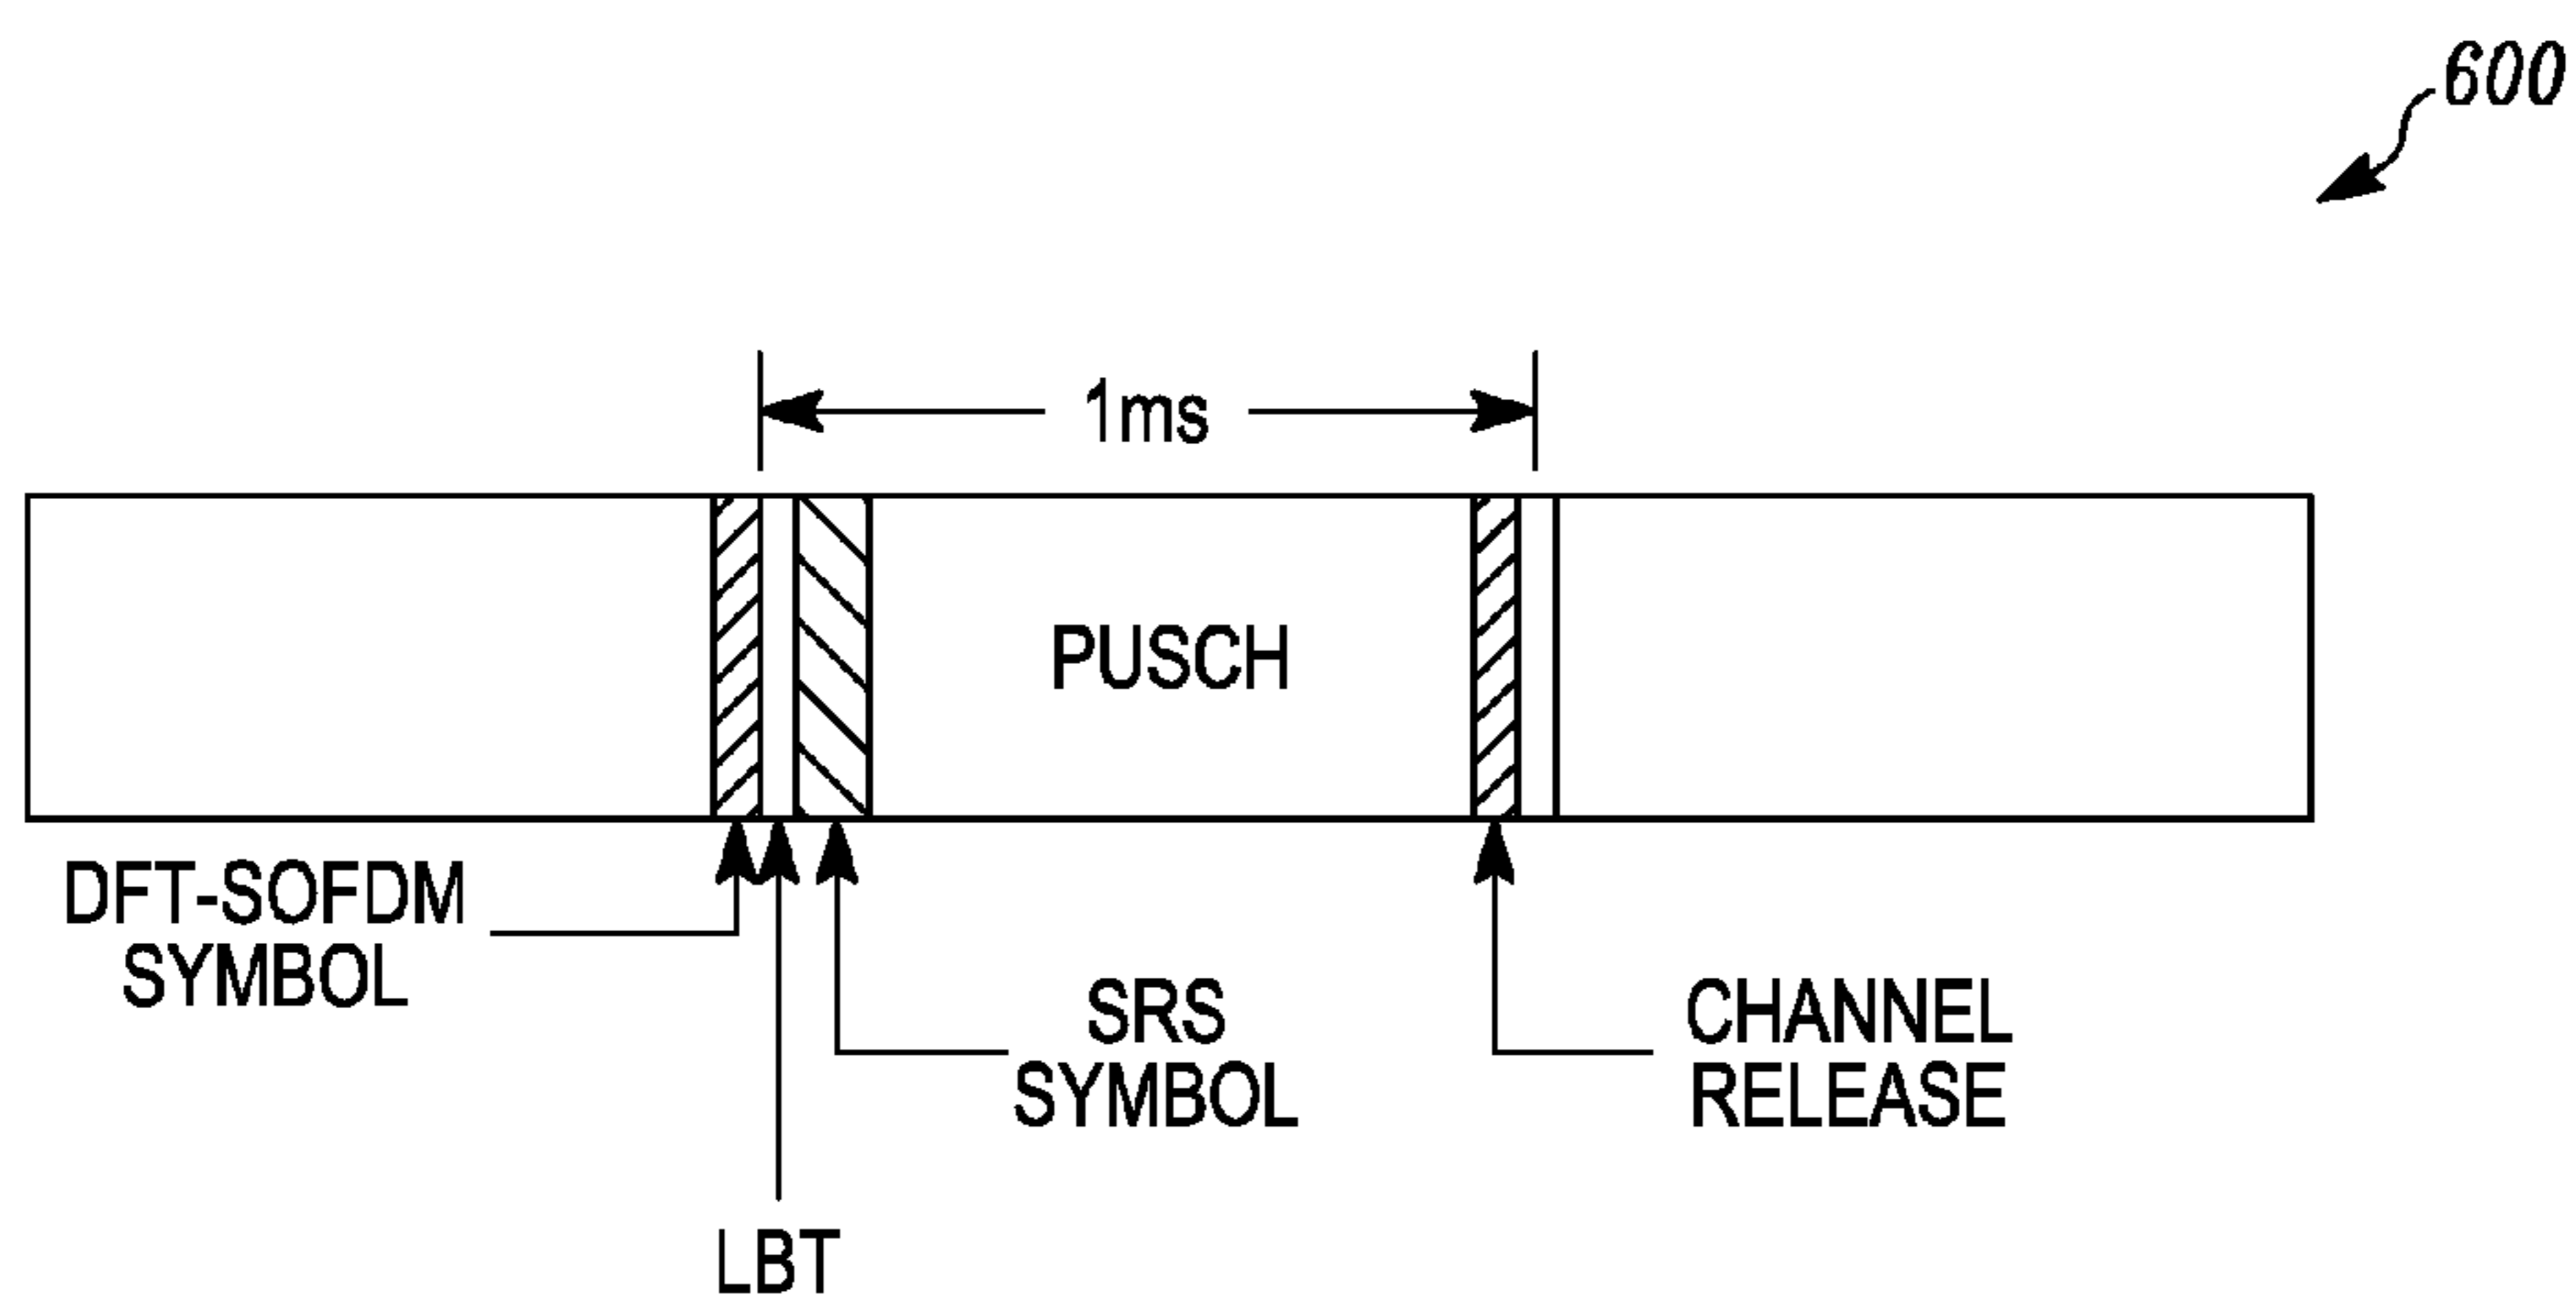 600
1ms
PUSCH
DFT-SOFDM
SYMBOL
SRS
SYMBOL
CHANNEL
RELEASE
LBT